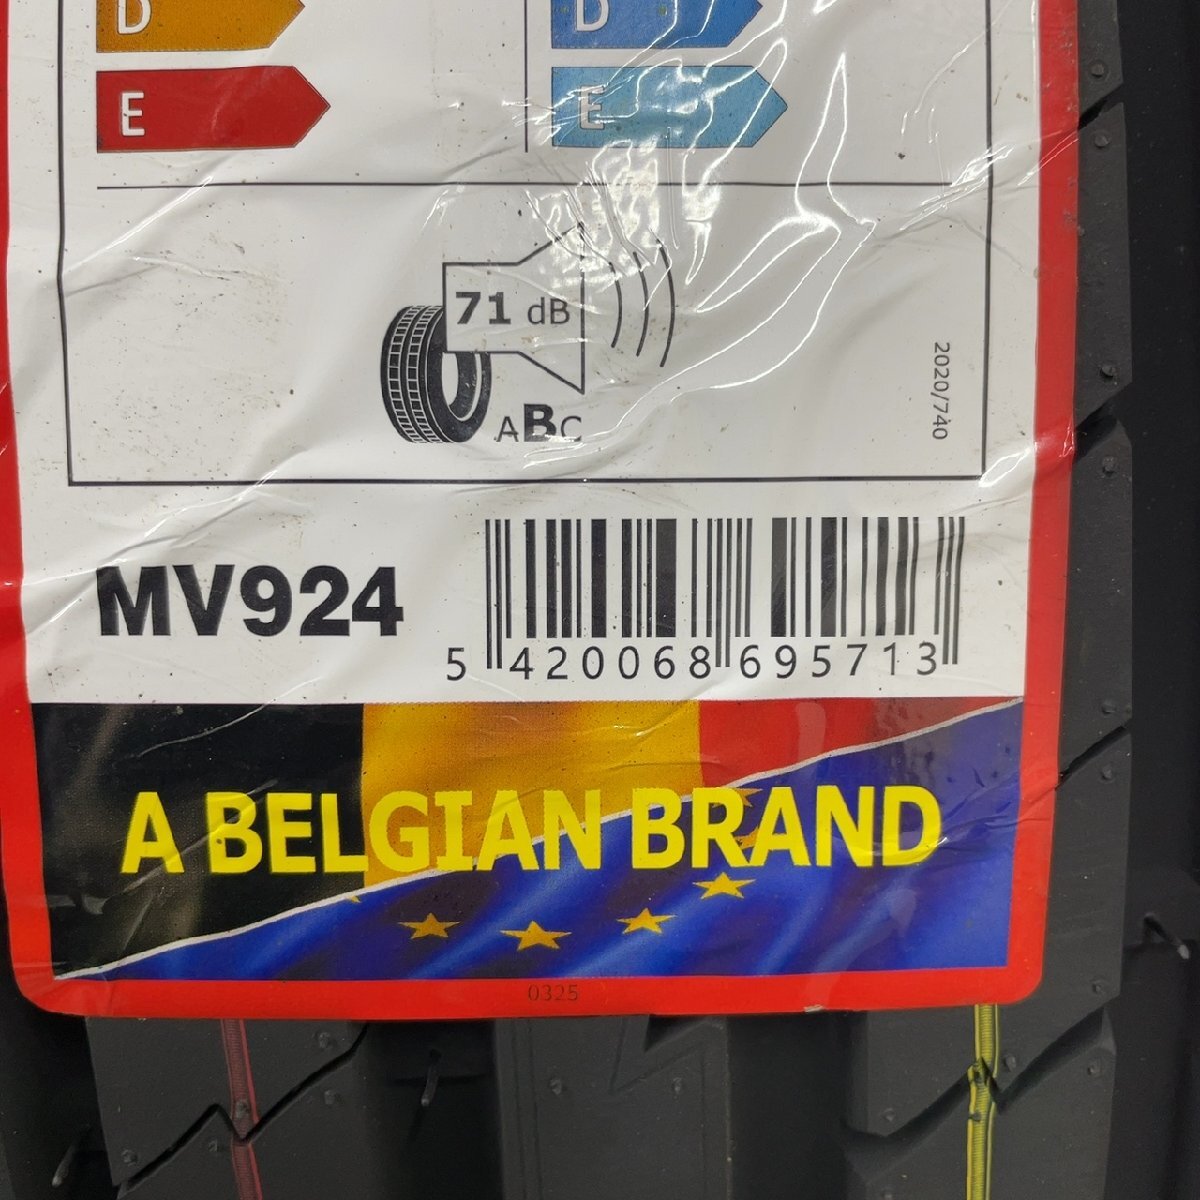 D D
E E
71 dB
ABC
2020/740
MV924
5 420068 695713
A BELGIAN BRAND
0325